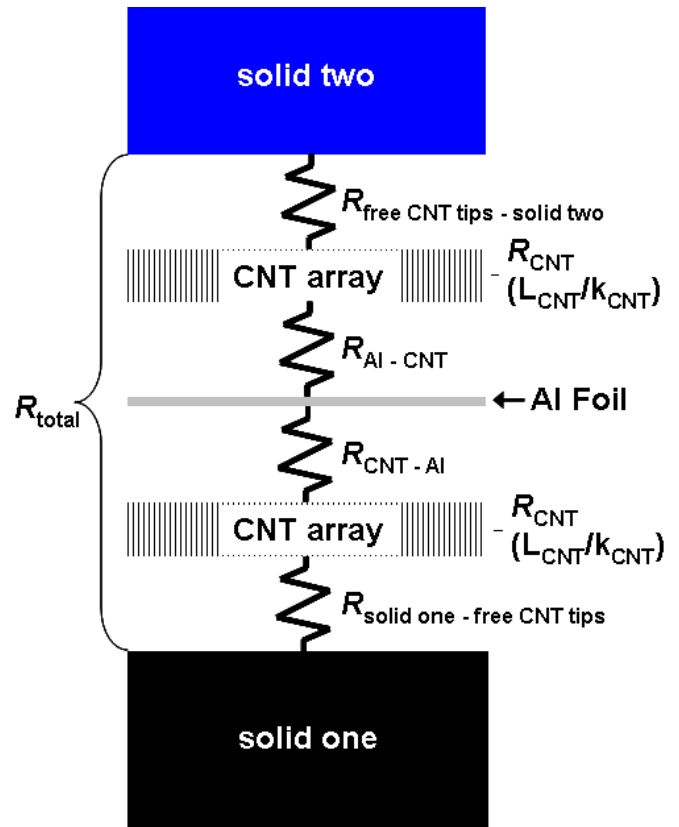 solid two
R free CNT tips - solid two
CNT array
R CNT
(L CNT/k CNT)
R Al - CNT
R total
Al Foil
R CNT - Al
CNT array
R CNT
(L CNT/k CNT)
R solid one - free CNT tips
solid one